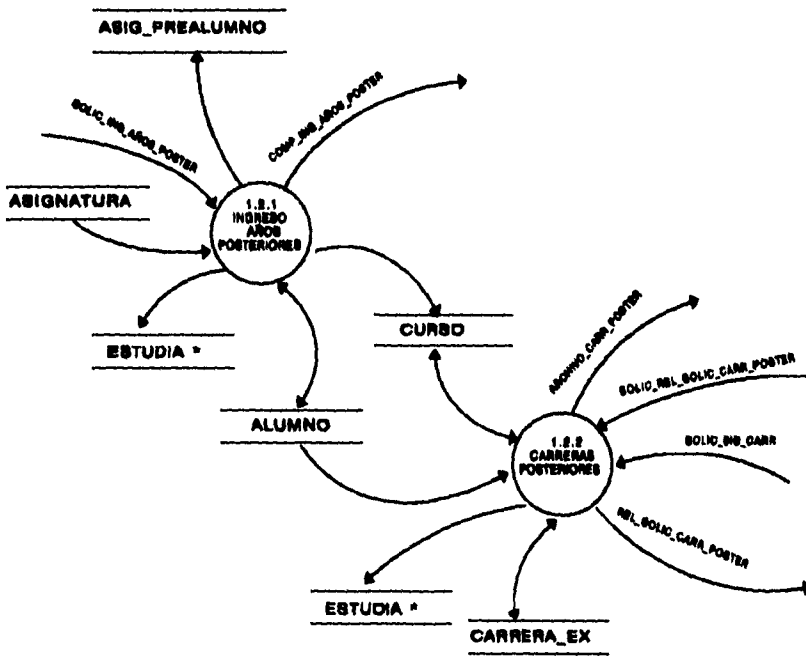 ASIG_PREALUMNO
SOLIC_ING_AÑOS_POSTER
COMP_ING_AÑOS_POSTER
ASIGNATURA
1.2.1
INGRESO
AÑOS
POSTERIORES
ESTUDIA *
CURSO
ALUMNO
ARCHIVO_CARR_POSTER
SOLIC_REL_SOLIC_CARR_POSTER
1.2.2
CARRERAS
POSTERIORES
SOLIC_ING_CARR
REL_SOLIC_CARR_POSTER
ESTUDIA *
CARRERA_EX